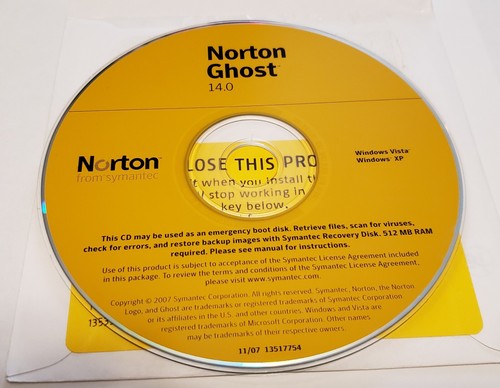 Norton
Ghost™
14.0
Norton™
from symantec
Windows Vista®
Windows® XP
LOSE THIS PRO
t when you install t
stop working in
key below.
This CD may be used as an emergency boot disk. Retrieve files, scan for viruses,
check for errors, and restore backup images with Symantec Recovery Disk. 512 MB RAM
required. Please see manual for instructions.
Use of this product is subject to acceptance of the Symantec License Agreement included
in this package. To review the terms and conditions of the Symantec License Agreement,
please visit www.symantec.com.
Copyright © 2007 Symantec Corporation. All rights reserved. Symantec, Norton, the Norton
Logo, and Ghost are trademarks or registered trademarks of Symantec Corporation
or its affiliates in the U.S. and other countries. Windows and Vista are
registered trademarks of Microsoft Corporation. Other names
may be trademarks of their respective owners.
11/07 13517754